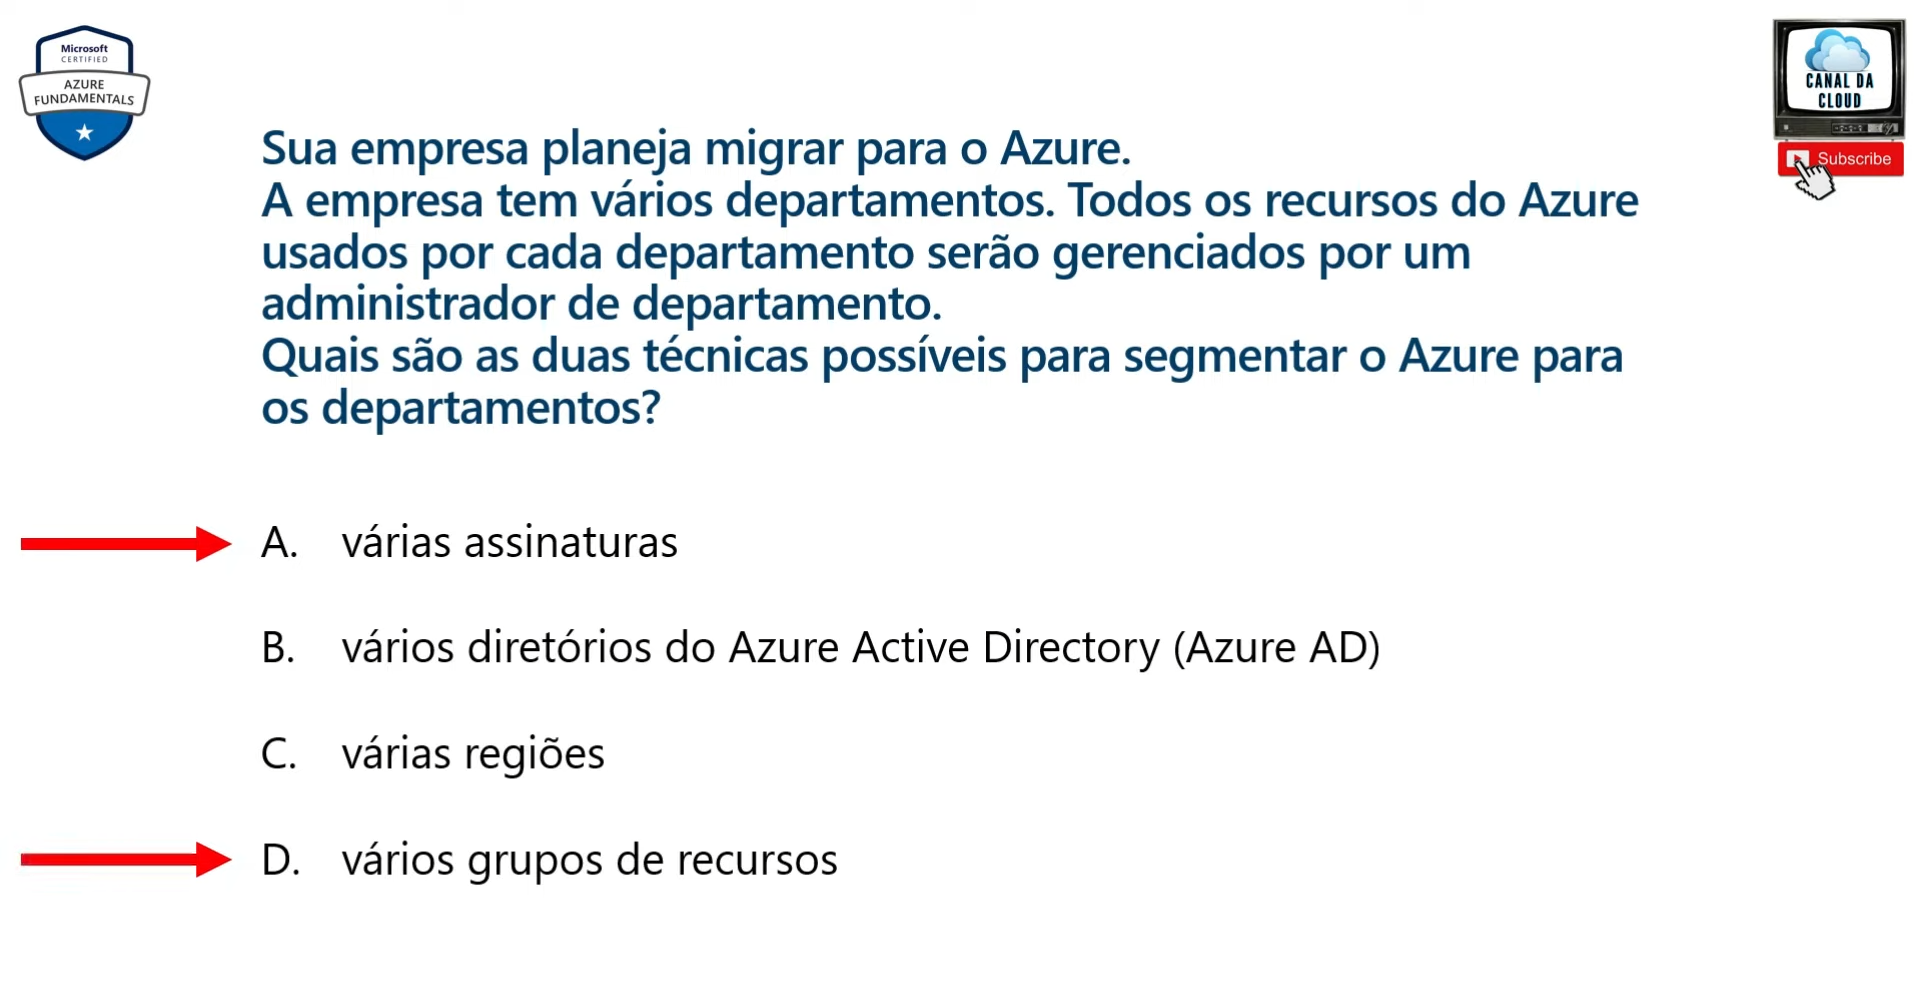 Microsoft
CERTIFIED
AZURE
FUNDAMENTALS
CANAL DA
CLOUD
Subscribe
Sua empresa planeja migrar para o Azure.
A empresa tem vários departamentos. Todos os recursos do Azure
usados por cada departamento serão gerenciados por um
administrador de departamento.
Quais são as duas técnicas possíveis para segmentar o Azure para
os departamentos?
A. várias assinaturas
B. vários diretórios do Azure Active Directory (Azure AD)
C. várias regiões
D. vários grupos de recursos